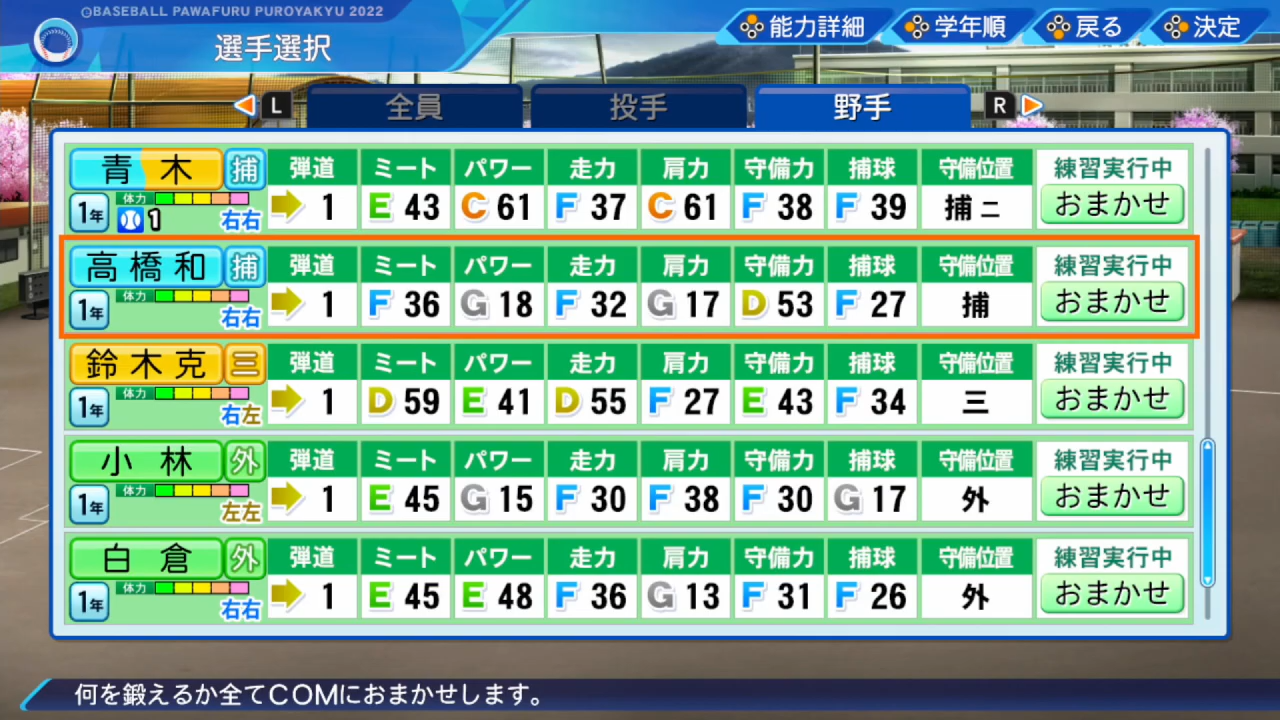 ©BASEBALL PAWAFURU PUROYAKYU 2022
選手選択
能力詳細 学年順 戻る 決定
L 全員 投手 野手 R
青木 捕 弾道 ミート パワー 走力 肩力 守備力 捕球 守備位置 練習実行中
1年 体力 1 右右 1 E 43 C 61 F 37 C 61 F 38 F 39 捕二 おまかせ
高橋和 捕 弾道 ミート パワー 走力 肩力 守備力 捕球 守備位置 練習実行中
1年 体力 右右 1 F 36 G 18 F 32 G 17 D 53 F 27 捕 おまかせ
鈴木克 三 弾道 ミート パワー 走力 肩力 守備力 捕球 守備位置 練習実行中
1年 体力 右左 1 D 59 E 41 D 55 F 27 E 43 F 34 三 おまかせ
小林 外 弾道 ミート パワー 走力 肩力 守備力 捕球 守備位置 練習実行中
1年 体力 左左 1 E 45 G 15 F 30 F 38 F 30 G 17 外 おまかせ
白倉 外 弾道 ミート パワー 走力 肩力 守備力 捕球 守備位置 練習実行中
1年 体力 右右 1 E 45 E 48 F 36 G 13 F 31 F 26 外 おまかせ
何を鍛えるか全てCOMにおまかせします。